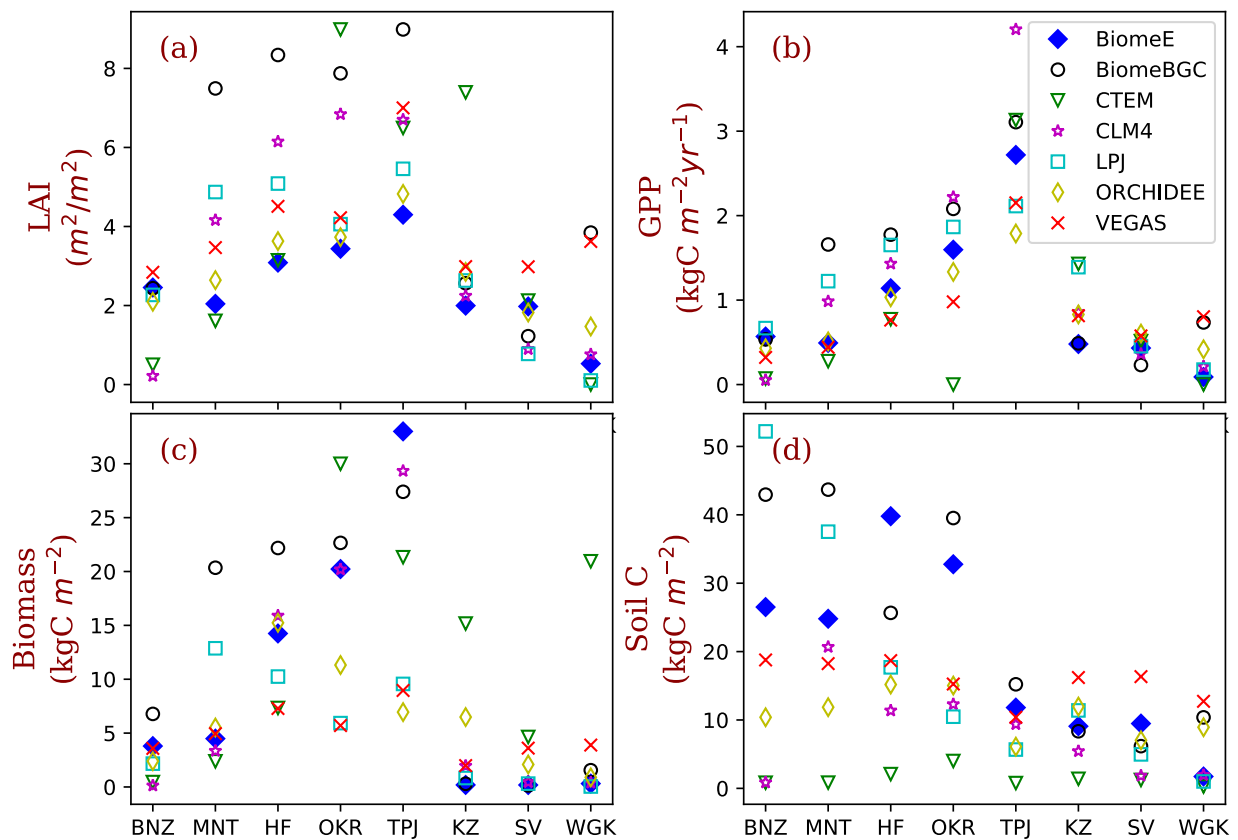 (a)
LAI
(m²/m²)
0
2
4
6
8
(b)
GPP
(kgC m⁻²yr⁻¹)
0
1
2
3
4
BiomeE
BiomeBGC
CTEM
CLM4
LPJ
ORCHIDEE
VEGAS
(c)
Biomass
(kgC m⁻²)
0
5
10
15
20
25
30
BNZ MNT HF OKR TPJ KZ SV WGK
(d)
Soil C
(kgC m⁻²)
0
10
20
30
40
50
BNZ MNT HF OKR TPJ KZ SV WGK